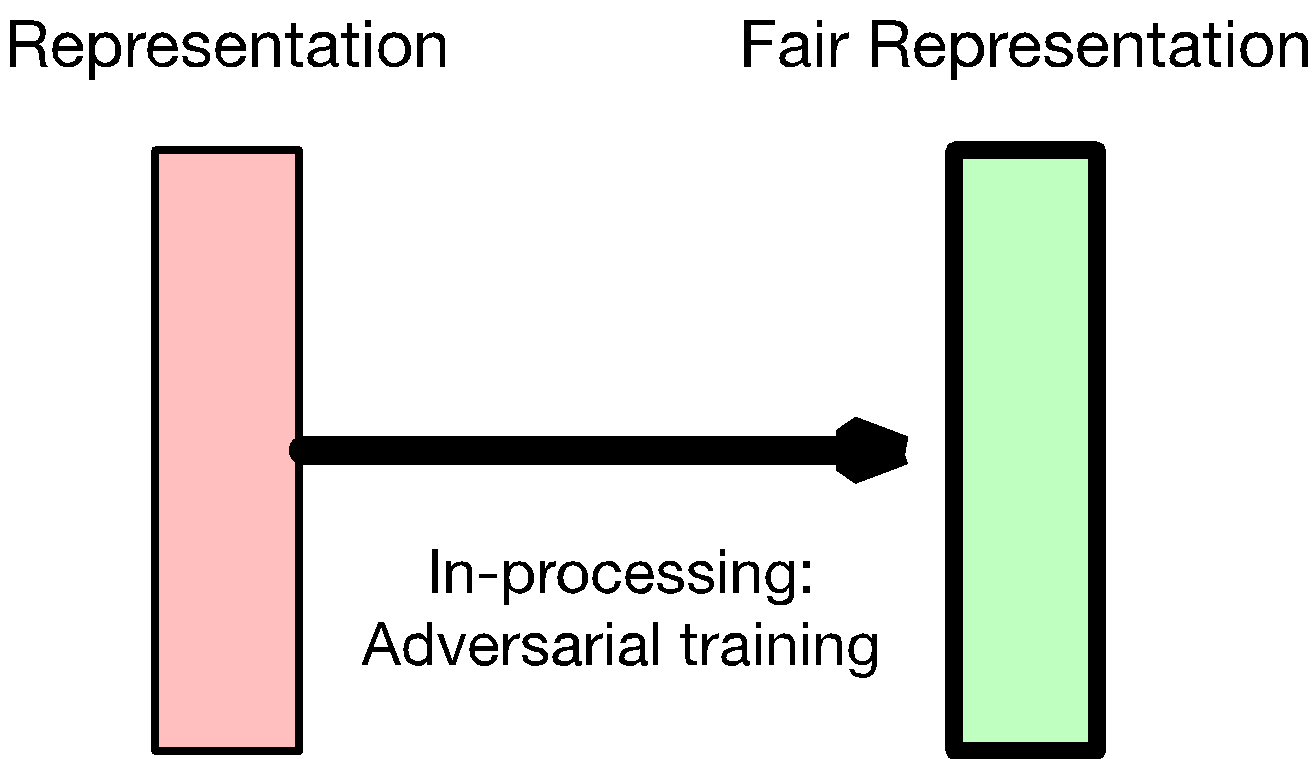 Representation
Fair Representation
In-processing:
Adversarial training